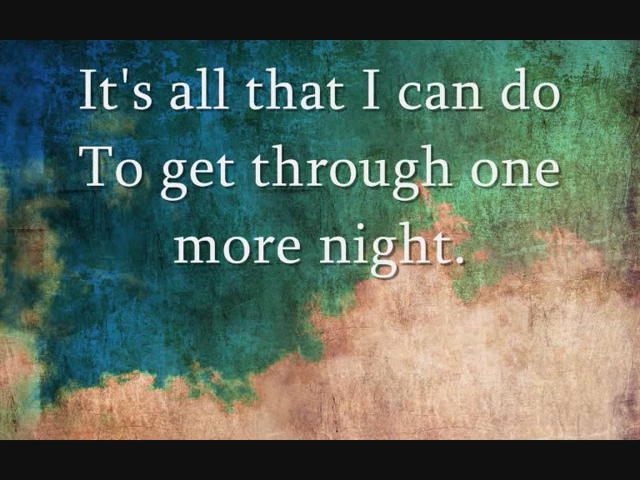 It's all that I can do
To get through one
more night.